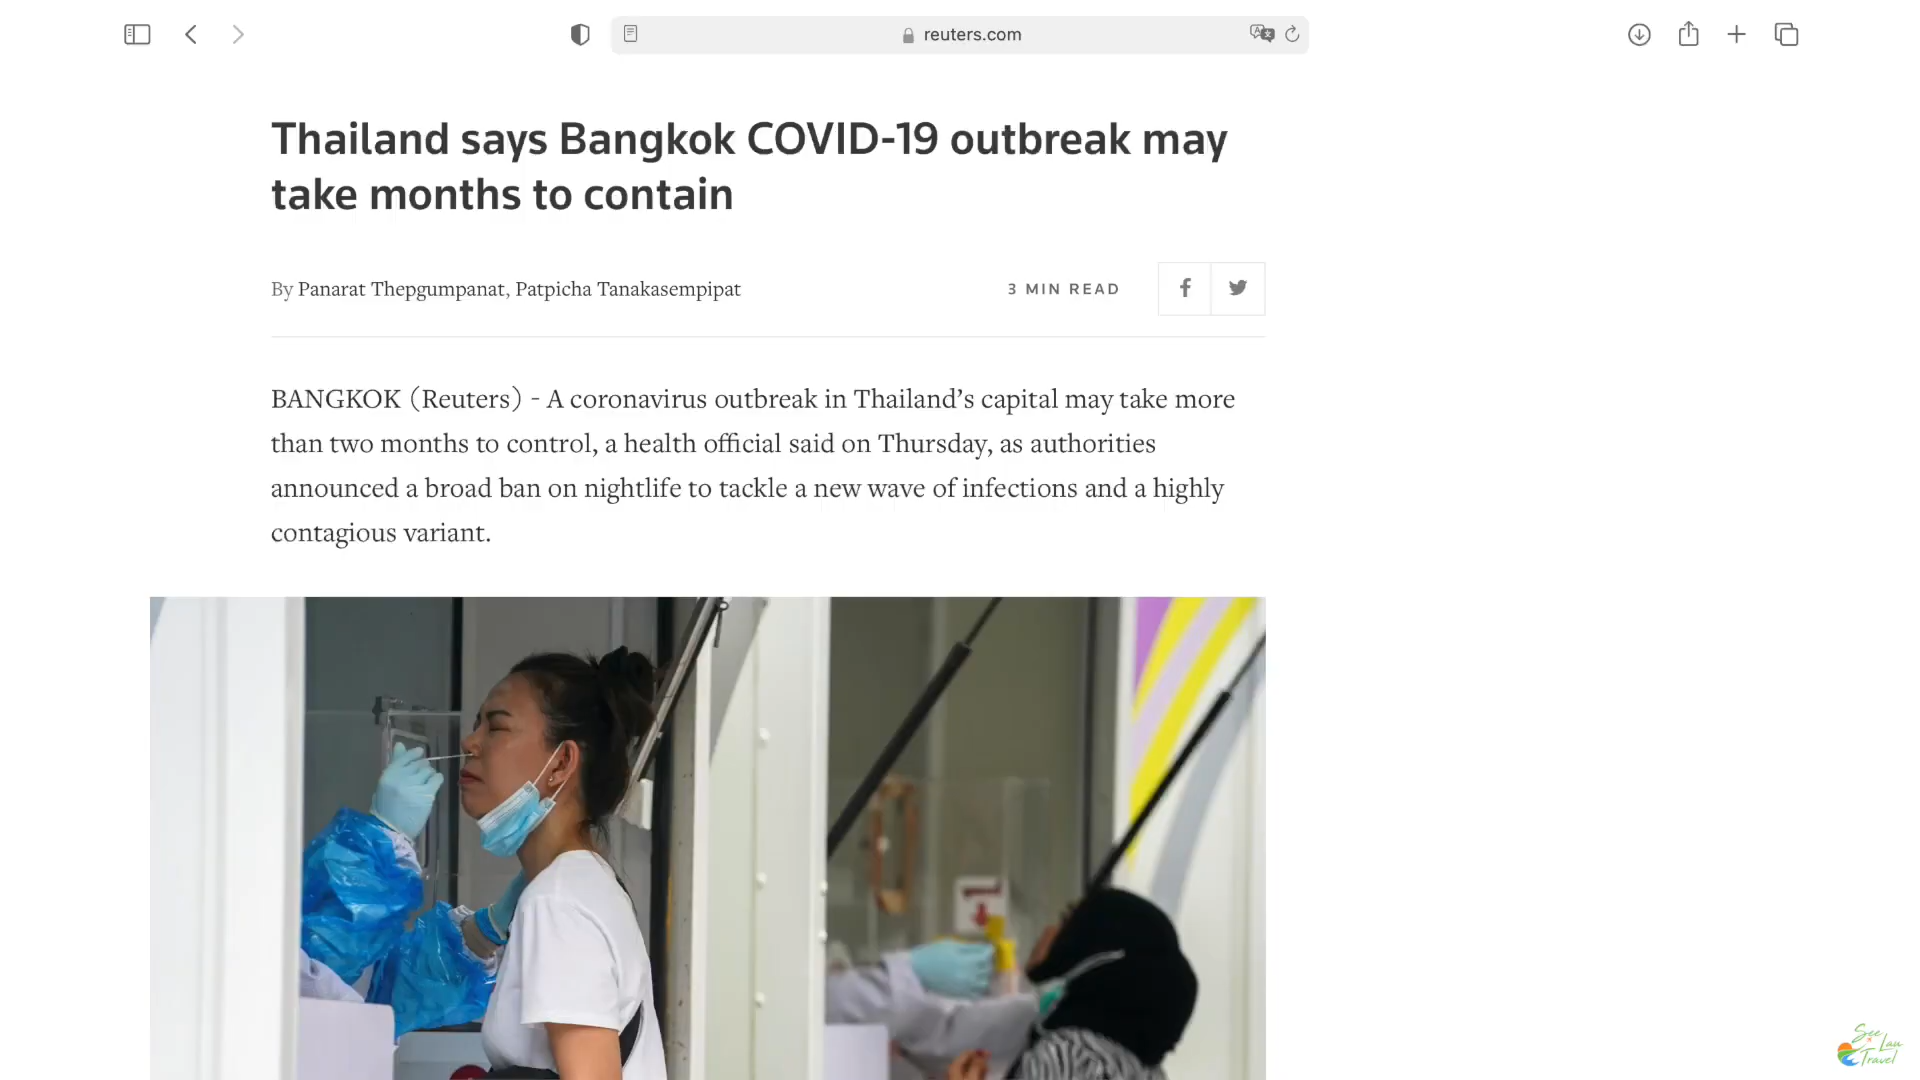 reuters.com
Thailand says Bangkok COVID-19 outbreak may
take months to contain
By Panarat Thepgumpanat, Patpicha Tanakasempipat
3 MIN READ
BANGKOK (Reuters) - A coronavirus outbreak in Thailand’s capital may take more
than two months to control, a health official said on Thursday, as authorities
announced a broad ban on nightlife to tackle a new wave of infections and a highly
contagious variant.
See
Lau
Travel